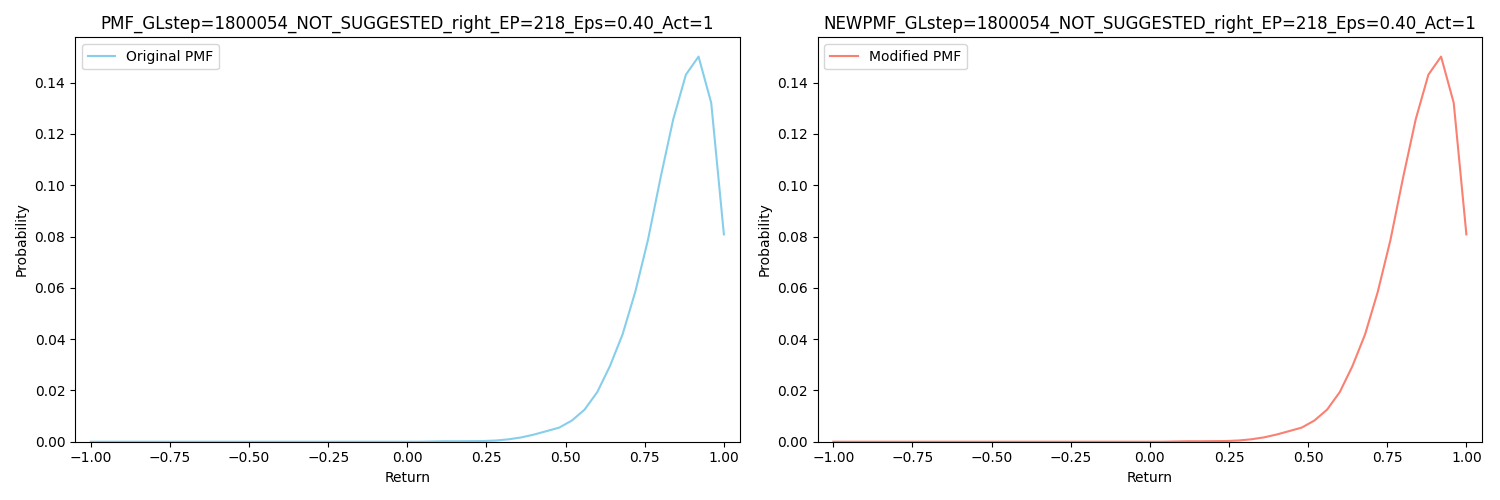 PMF_GLstep=1800054_NOT_SUGGESTED_right_EP=218_Eps=0.40_Act=1
Original PMF
Probability
0.14
0.12
0.10
0.08
0.06
0.04
0.02
0.00
−1.00 −0.75 −0.50 −0.25 0.00 0.25 0.50 0.75 1.00
Return
NEWPMF_GLstep=1800054_NOT_SUGGESTED_right_EP=218_Eps=0.40_Act=1
Modified PMF
Probability
0.14
0.12
0.10
0.08
0.06
0.04
0.02
0.00
−1.00 −0.75 −0.50 −0.25 0.00 0.25 0.50 0.75 1.00
Return